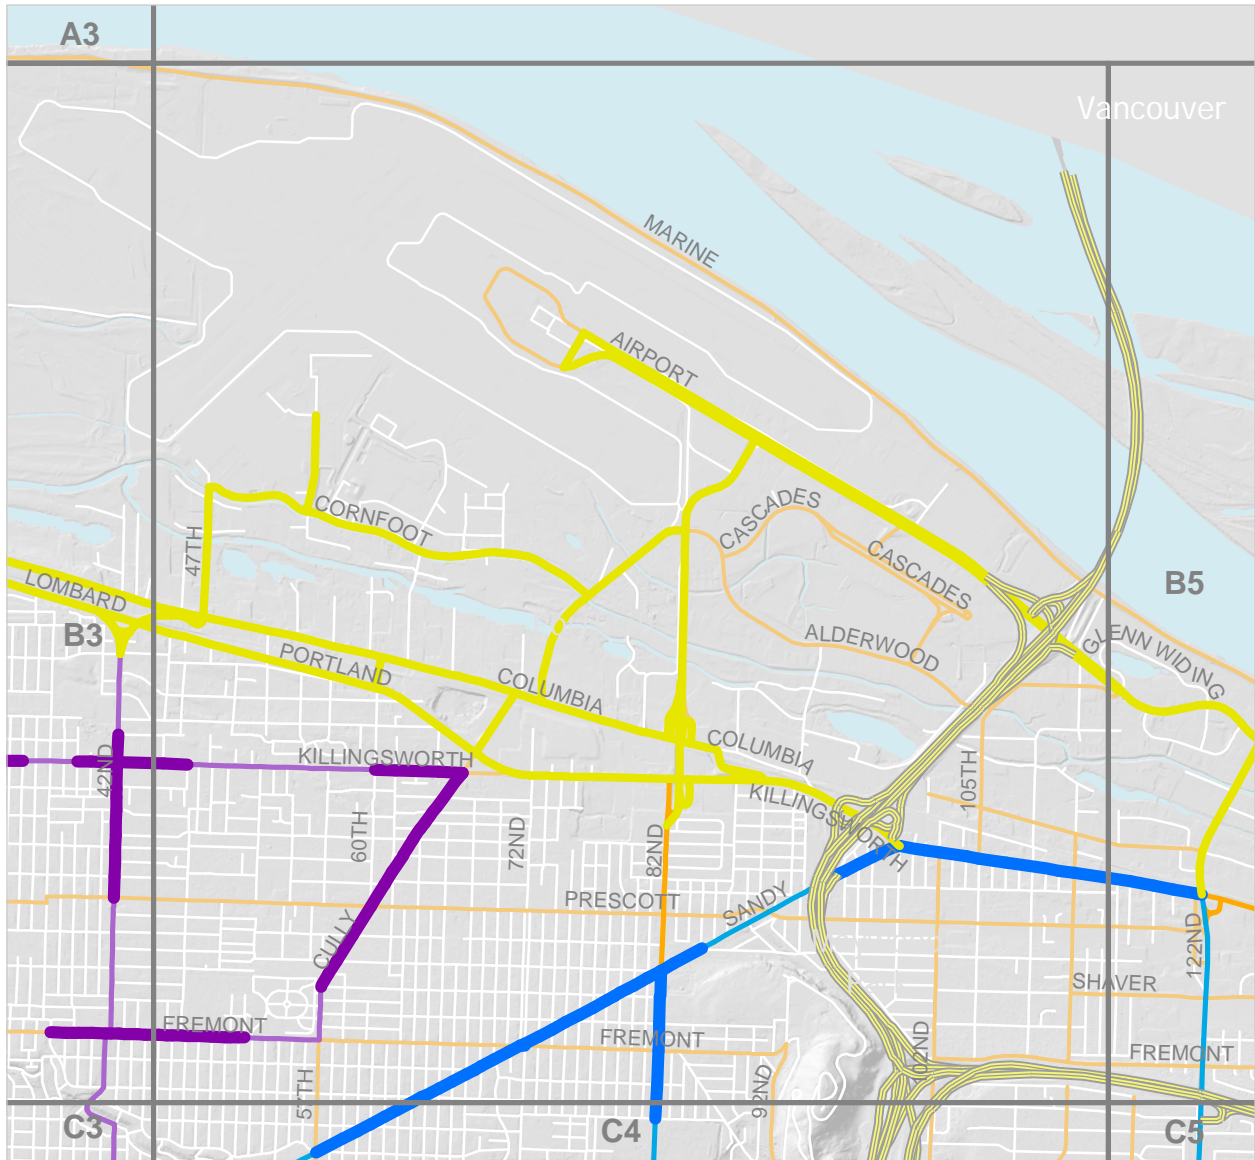 A3
Vancouver
MARINE
AIRPORT
CASCADES
CORNFOOT
47TH
CASCADES
LOMBARD
B5
B3
ALDERWOOD
GLENN WIDING
PORTLAND
COLUMBIA
COLUMBIA
KILLINGSWORTH
42ND
105TH
KILLINGSWORTH
60TH
72ND
82ND
PRESCOTT
SANDY
CULLY
122ND
SHAVER
FREMONT
FREMONT
02ND
FREMONT
57TH
92ND
C3
C4
C5